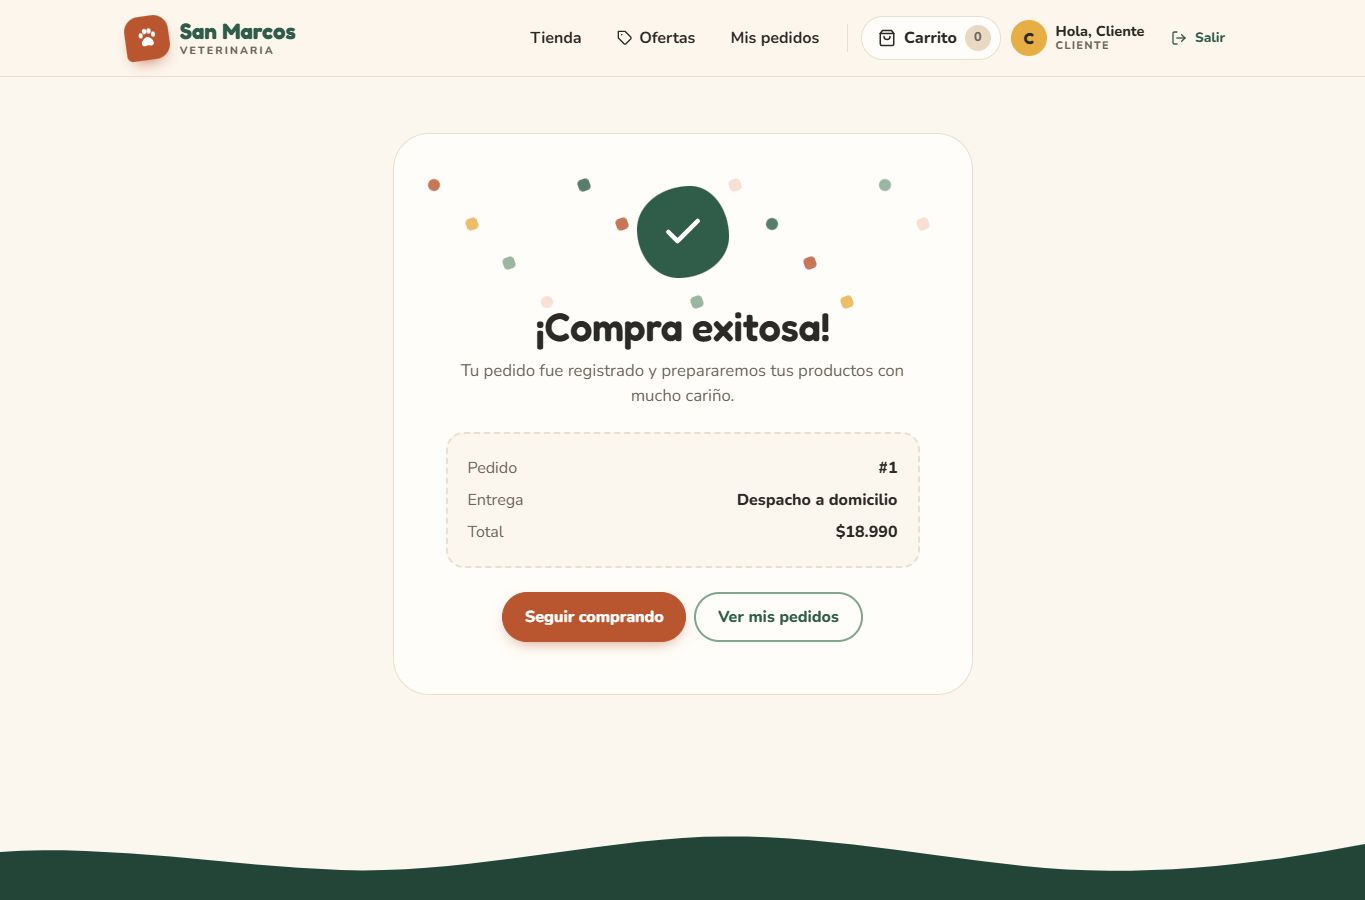 San Marcos
VETERINARIA
Tienda
Ofertas
Mis pedidos
Carrito 0
C
Hola, Cliente
CLIENTE
Salir
¡Compra exitosa!
Tu pedido fue registrado y prepararemos tus productos con
mucho cariño.
Pedido #1
Entrega Despacho a domicilio
Total $18.990
Seguir comprando
Ver mis pedidos